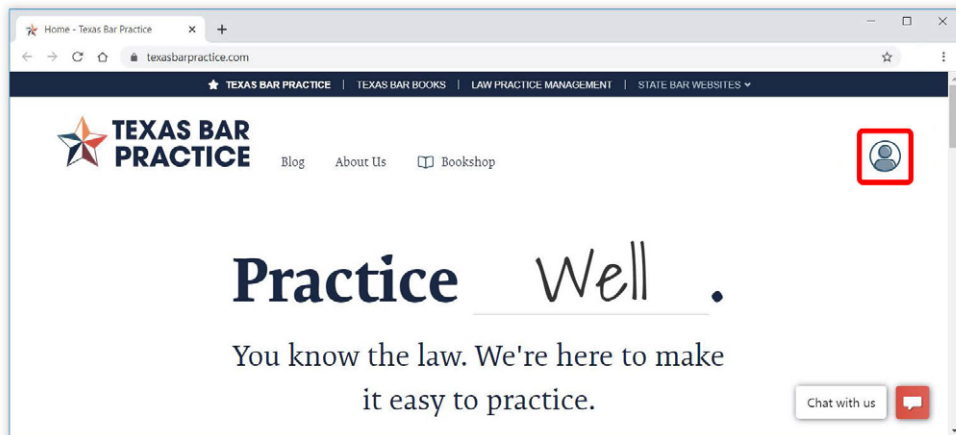 Home - Texas Bar Practice
texasbarpractice.com
TEXAS BAR PRACTICE | TEXAS BAR BOOKS | LAW PRACTICE MANAGEMENT | STATE BAR WEBSITES
TEXAS BAR
PRACTICE
Blog About Us Bookshop
Practice Well.
You know the law. We're here to make
it easy to practice.
Chat with us